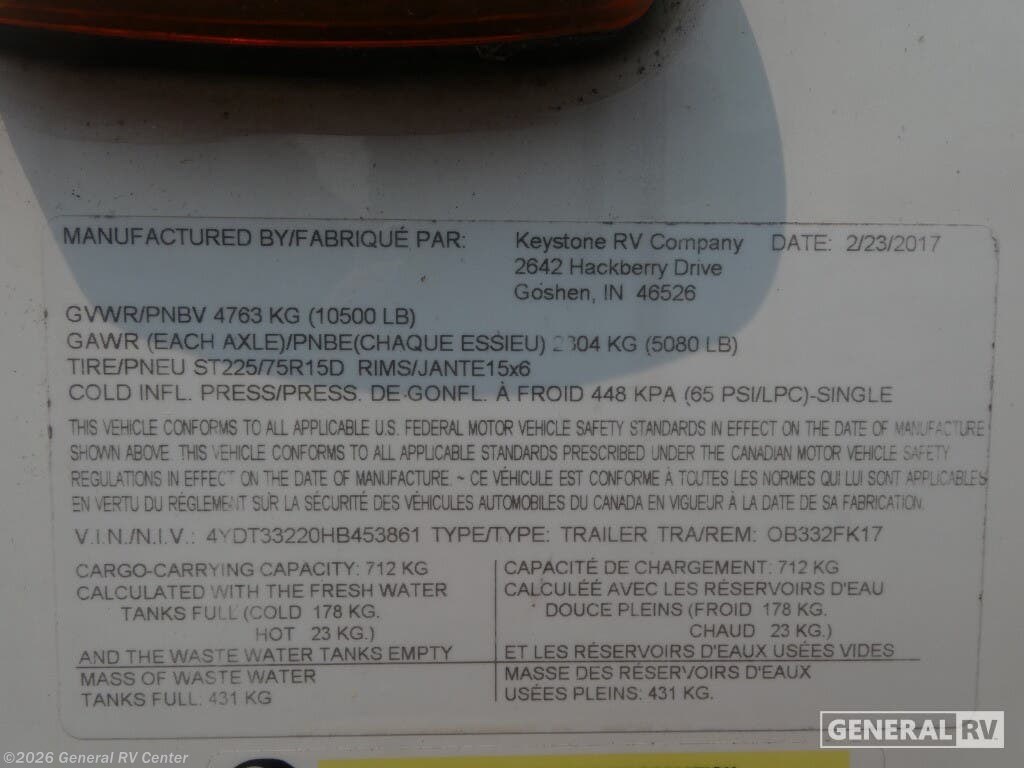 MANUFACTURED BY/FABRIQUÉ PAR: Keystone RV Company DATE: 2/23/2017
2642 Hackberry Drive
Goshen, IN 46526
GVWR/PNBV 4763 KG (10500 LB)
GAWR (EACH AXLE)/PNBE(CHAQUE ESSIEU) 2304 KG (5080 LB)
TIRE/PNEU ST225/75R15D RIMS/JANTE15x6
COLD INFL. PRESS/PRESS. DE GONFL. À FROID 448 KPA (65 PSI/LPC)-SINGLE
THIS VEHICLE CONFORMS TO ALL APPLICABLE U.S. FEDERAL MOTOR VEHICLE SAFETY STANDARDS IN EFFECT ON THE DATE OF MANUFACTURE
SHOWN ABOVE. THIS VEHICLE CONFORMS TO ALL APPLICABLE STANDARDS PRESCRIBED UNDER THE CANADIAN MOTOR VEHICLE SAFETY
REGULATIONS IN EFFECT ON THE DATE OF MANUFACTURE. ~ CE VÉHICULE EST CONFORME À TOUTES LES NORMES QUI LUI SONT APPLICABLES
EN VERTU DU RÉGLEMENT SUR LA SÉCURITÉ DES VÉHICULES AUTOMOBILES DU CANADA EN VIGUEUR À LA DATE DE SA FABRICATION.
V.I.N./N.I.V.: 4YDT33220HB453861 TYPE/TYPE: TRAILER TRA/REM: OB332FK17
CARGO-CARRYING CAPACITY: 712 KG
CALCULATED WITH THE FRESH WATER
TANKS FULL (COLD 178 KG.
HOT 23 KG.)
AND THE WASTE WATER TANKS EMPTY
MASS OF WASTE WATER
TANKS FULL: 431 KG
CAPACITÉ DE CHARGEMENT: 712 KG
CALCULÉE AVEC LES RÉSERVOIRS D'EAU
DOUCE PLEINS (FROID 178 KG.
CHAUD 23 KG.)
ET LES RÉSERVOIRS D'EAUX USÉES VIDES
MASSE DES RÉSERVOIRS D'EAUX
USÉES PLEINS: 431 KG.
GENERAL RV
©2026 General RV Center